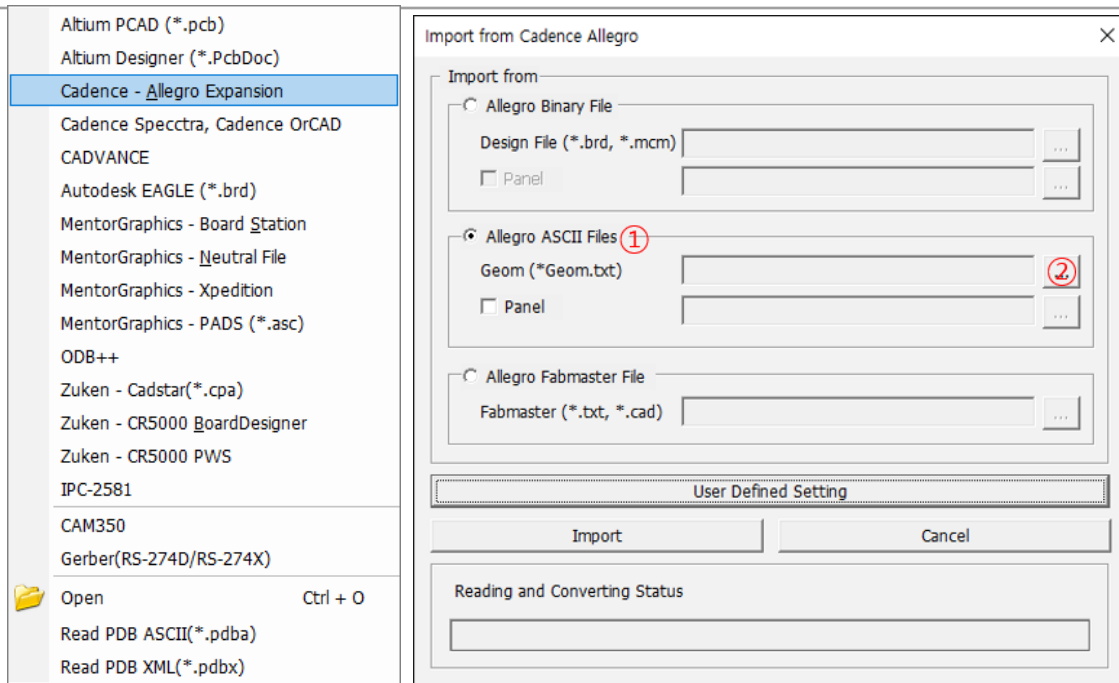 Altium PCAD (*.pcb)
Altium Designer (*.PcbDoc)
Cadence - Allegro Expansion
Cadence Specctra, Cadence OrCAD
CADVANCE
Autodesk EAGLE (*.brd)
MentorGraphics - Board Station
MentorGraphics - Neutral File
MentorGraphics - Xpedition
MentorGraphics - PADS (*.asc)
ODB++
Zuken - Cadstar(*.cpa)
Zuken - CR5000 BoardDesigner
Zuken - CR5000 PWS
IPC-2581
CAM350
Gerber(RS-274D/RS-274X)
Open Ctrl + O
Read PDB ASCII(*.pdba)
Read PDB XML(*.pdbx)
Import from Cadence Allegro
Import from
Allegro Binary File
Design File (*.brd, *.mcm) ...
Panel ...
Allegro ASCII Files ①
Geom (*Geom.txt) ②
Panel ...
Allegro Fabmaster File
Fabmaster (*.txt, *.cad) ...
User Defined Setting
Import Cancel
Reading and Converting Status